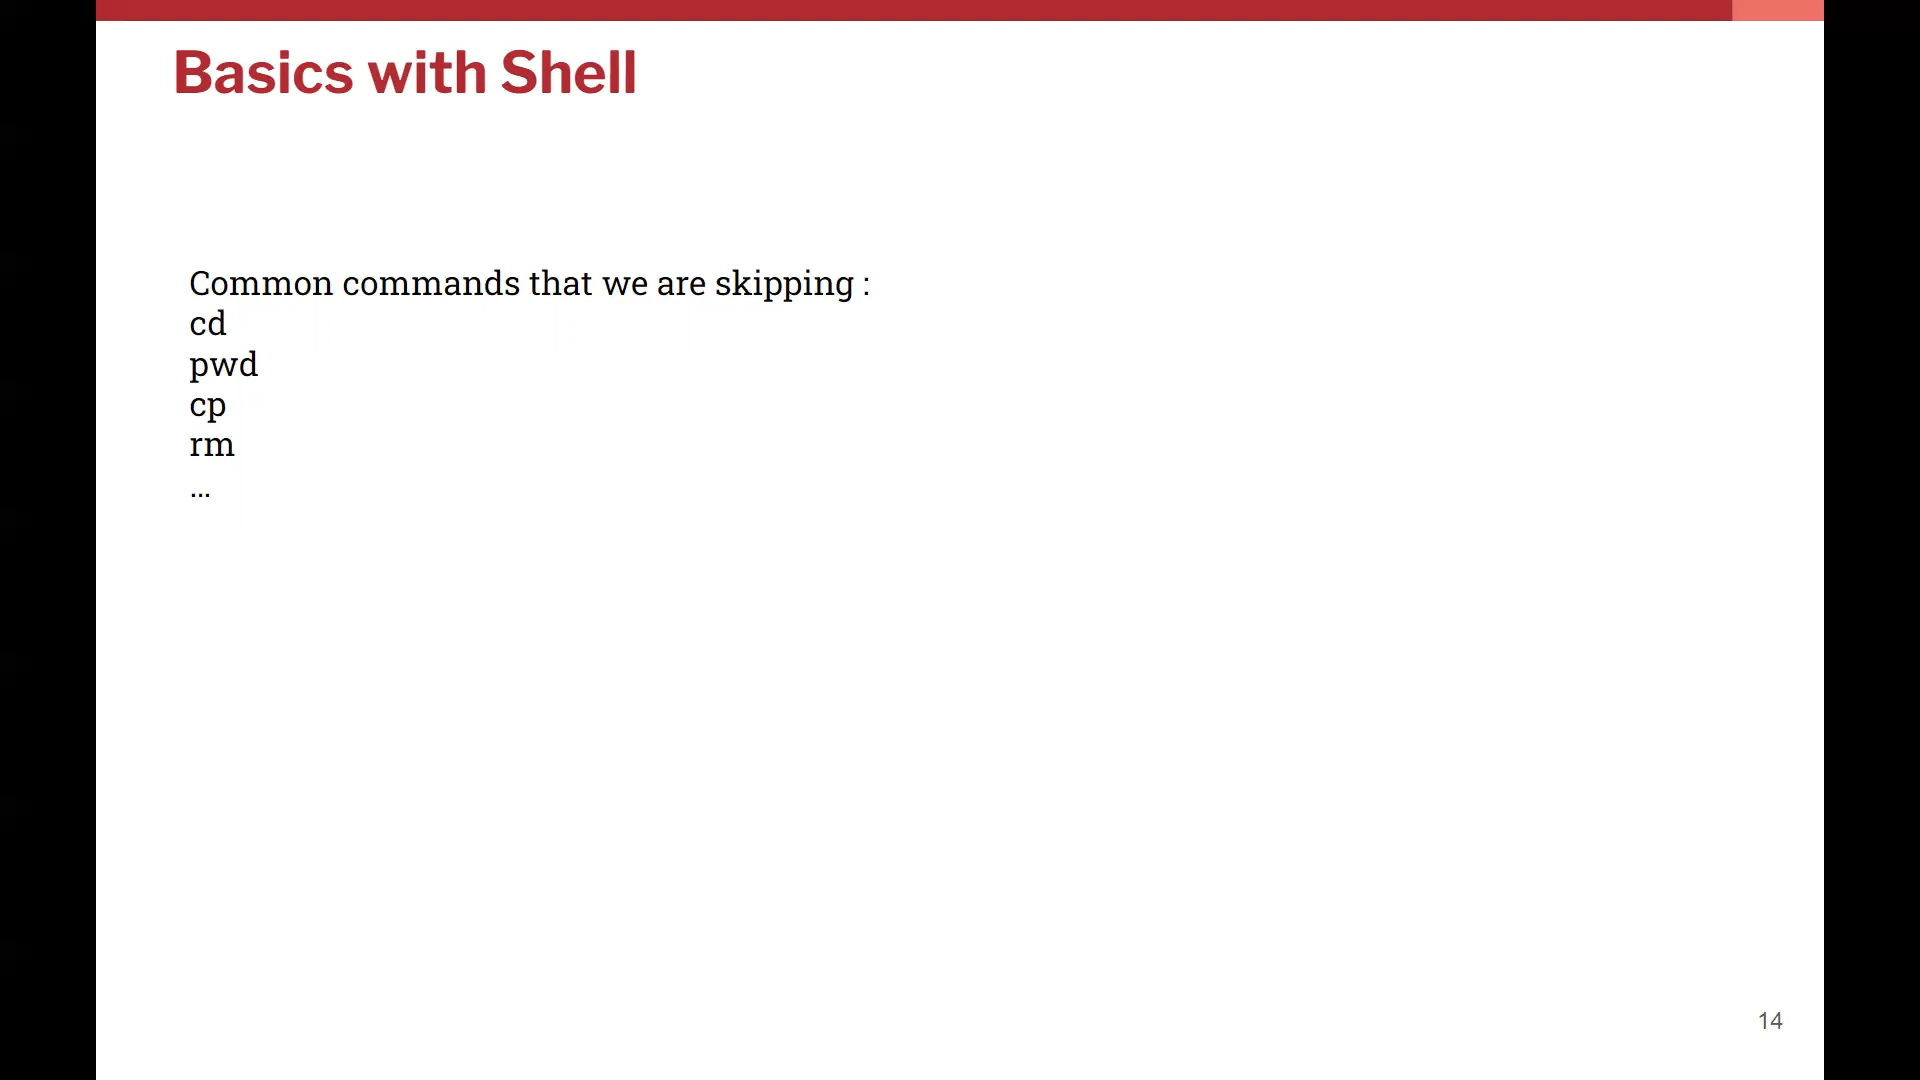 Basics with Shell
Common commands that we are skipping :
cd
pwd
cp
rm
...
14